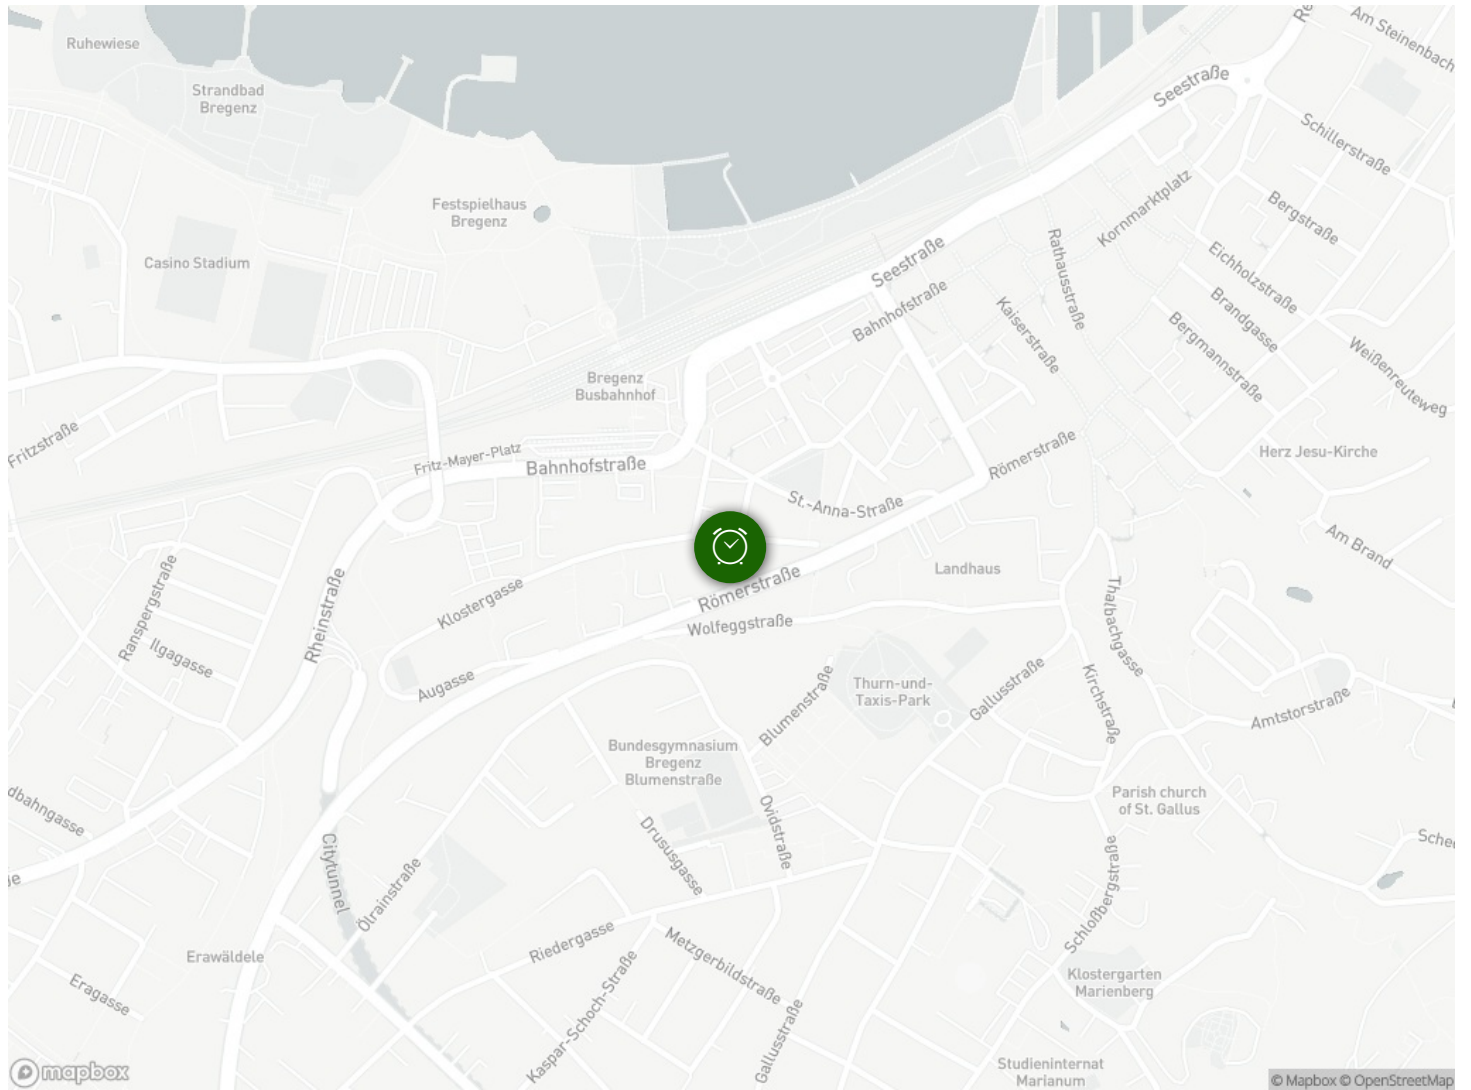 Ruhewiese
Strandbad
Bregenz
Am Steinenbach
Seestraße
Schillerstraße
Festspielhaus
Bregenz
Kornmarktplatz
Bergstraße
Casino Stadium
Seestraße
Rathausstraße
Eichholzstraße
Bahnhofstraße
Kaiserstraße
Brandgasse
Bergmannstraße
Weißenreuteweg
Bregenz
Busbahnhof
Fritzstraße
Fritz-Mayer-Platz
Bahnhofstraße
Römerstraße
Herz Jesu-Kirche
St.-Anna-Straße
Am Brand
Landhaus
Ranspergstraße
Rheinstraße
Klostergasse
Römerstraße
Wolfeggstraße
Thalbachgasse
Ilgagasse
Augasse
Blumenstraße
Thurn-und-
Taxis-Park
Gallusstraße
Kirchstraße
Amtstorstraße
Bundesgymnasium
Bregenz
Blumenstraße
Parish church
of St. Gallus
dbahngasse
Ovidstraße
Drususgasse
Citytunnel
Ölrainstraße
Schloßbergstraße
Riedergasse
Metzgerbildstraße
Erawäldele
Eragasse
Kaspar-Schoch-Straße
Gallusstraße
Klostergarten
Marienberg
Studieninternat
Marianum
mapbox
© Mapbox © OpenStreetMap